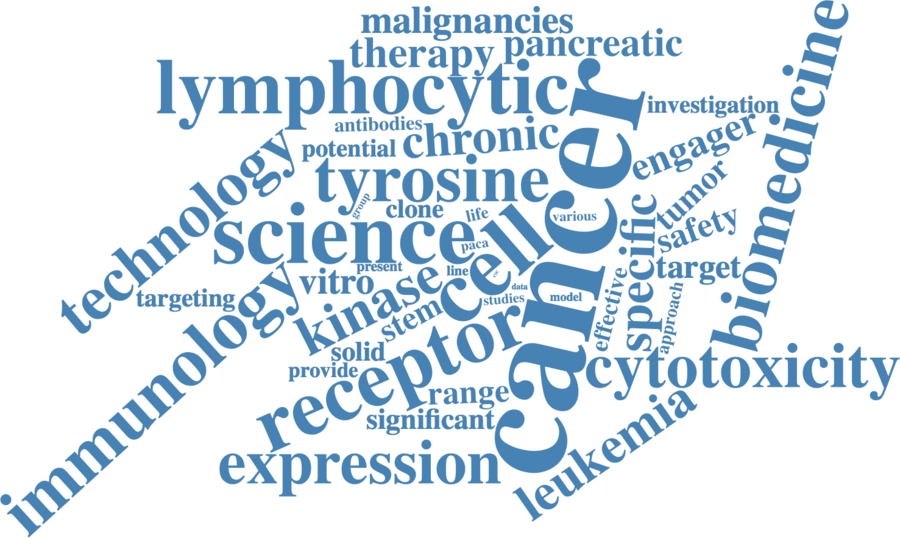 malignancies
therapy
pancreatic
lymphocytic
biomedicine
investigation
antibodies
chronic
potential
engager
technology
tyrosine
cancer
tumor
group
clone
life
various
science
cell
specific
safety
paca
present
line
target
vitro
kinase
data
targeting
stem
studies
model
effective
approach
immunology
receptor
solid
provide
cytotoxicity
range
significant
leukemia
expression